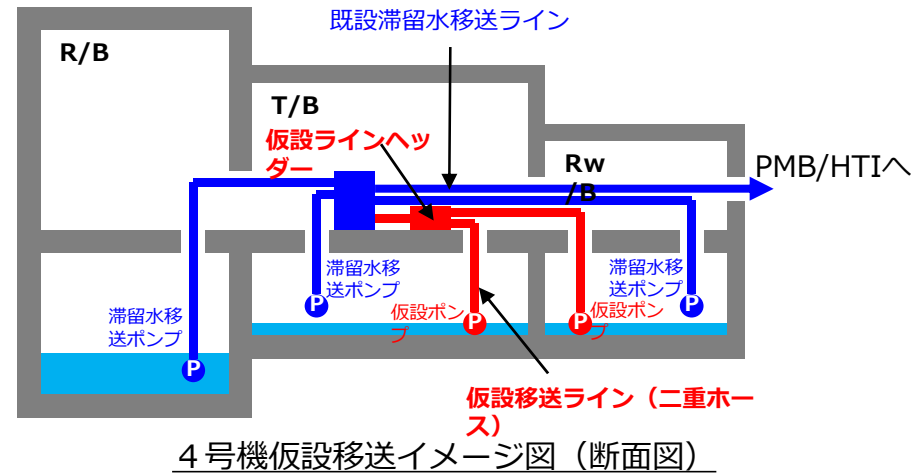 既設滞留水移送ライン
R/B
T/B
仮設ラインヘッ
ダー
Rw
/B
PMB/HTIへ
滞留水移
送ポンプ
P
滞留水移
送ポンプ
P
仮設ポン
プ
P
仮設ポン
プ
P
滞留水移
送ポンプ
P
仮設移送ライン（二重ホー
ス）
４号機仮設移送イメージ図（断面図）